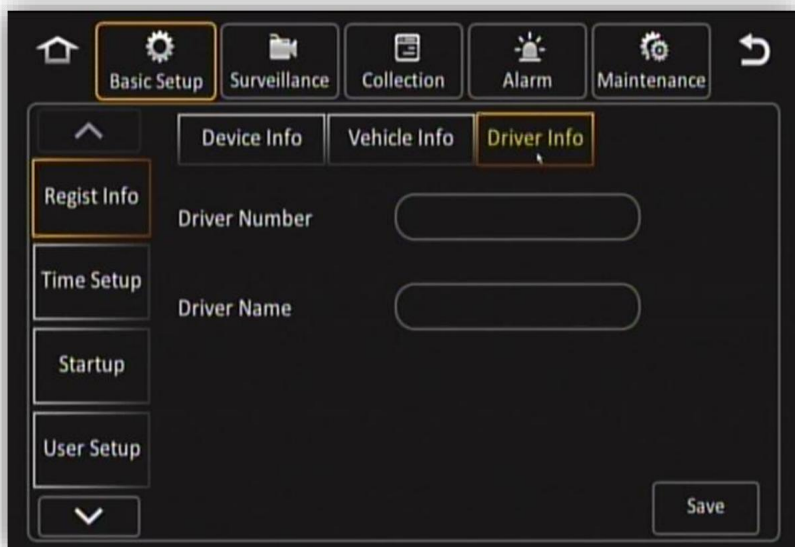 Basic Setup
Surveillance
Collection
Alarm
Maintenance
Device Info
Vehicle Info
Driver Info
Regist Info
Time Setup
Startup
User Setup
Driver Number
Driver Name
Save